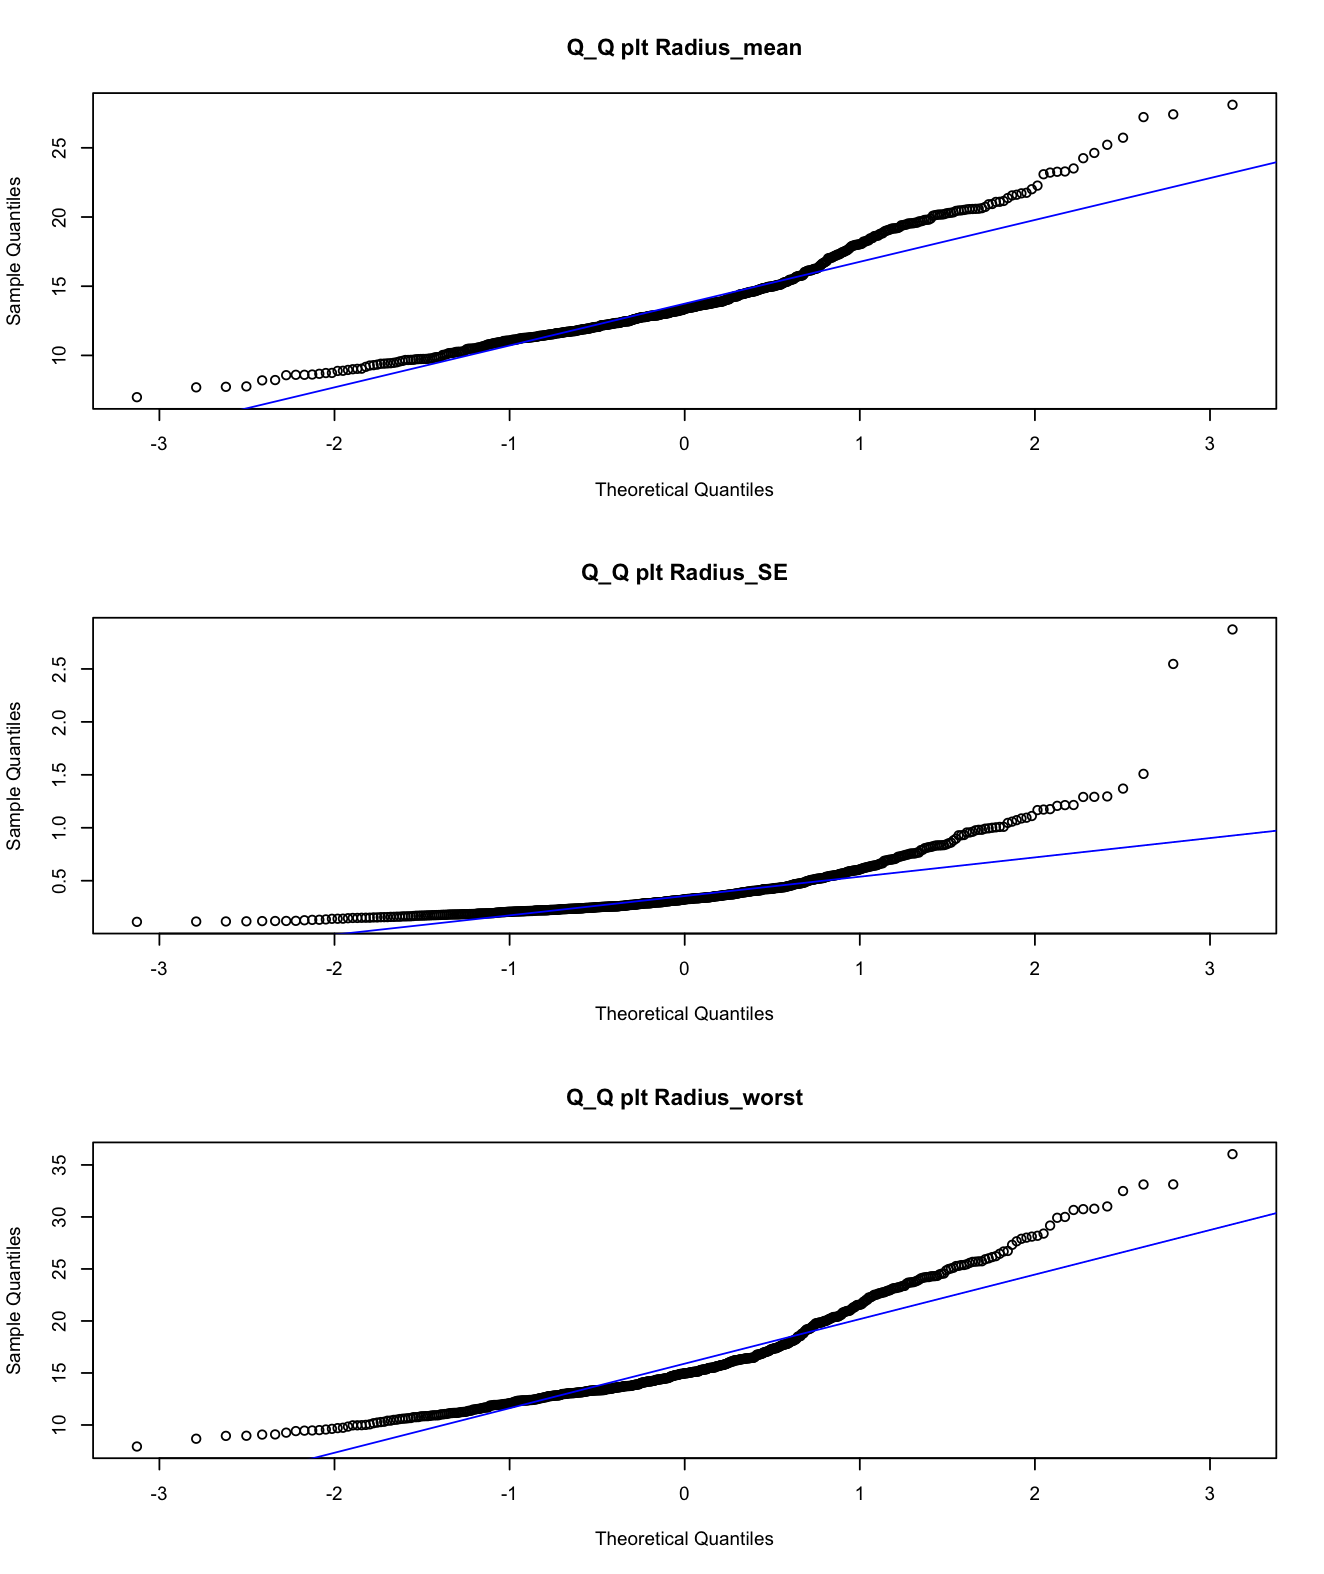 Q_Q plt Radius_mean
Sample Quantiles
25
20
15
10
-3 -2 -1 0 1 2 3
Theoretical Quantiles
Q_Q plt Radius_SE
Sample Quantiles
2.5
2.0
1.5
1.0
0.5
-3 -2 -1 0 1 2 3
Theoretical Quantiles
Q_Q plt Radius_worst
Sample Quantiles
35
30
25
20
15
10
-3 -2 -1 0 1 2 3
Theoretical Quantiles